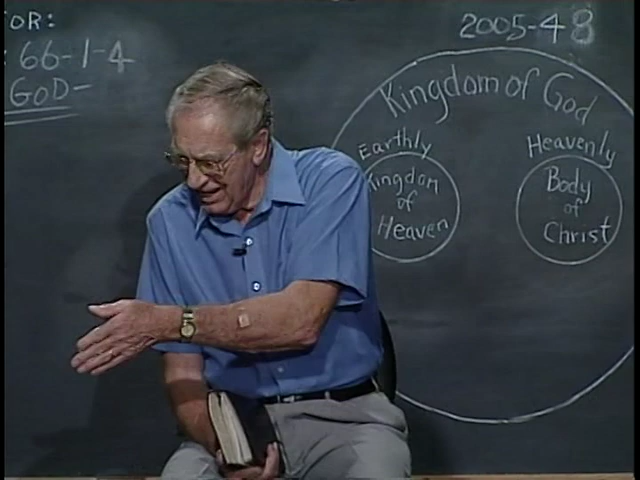 OR:
: 66-1-4
GOD-
2005-48
Kingdom of God
Earthly
Kingdom
of
Heaven
Heavenly
Body
of
Christ